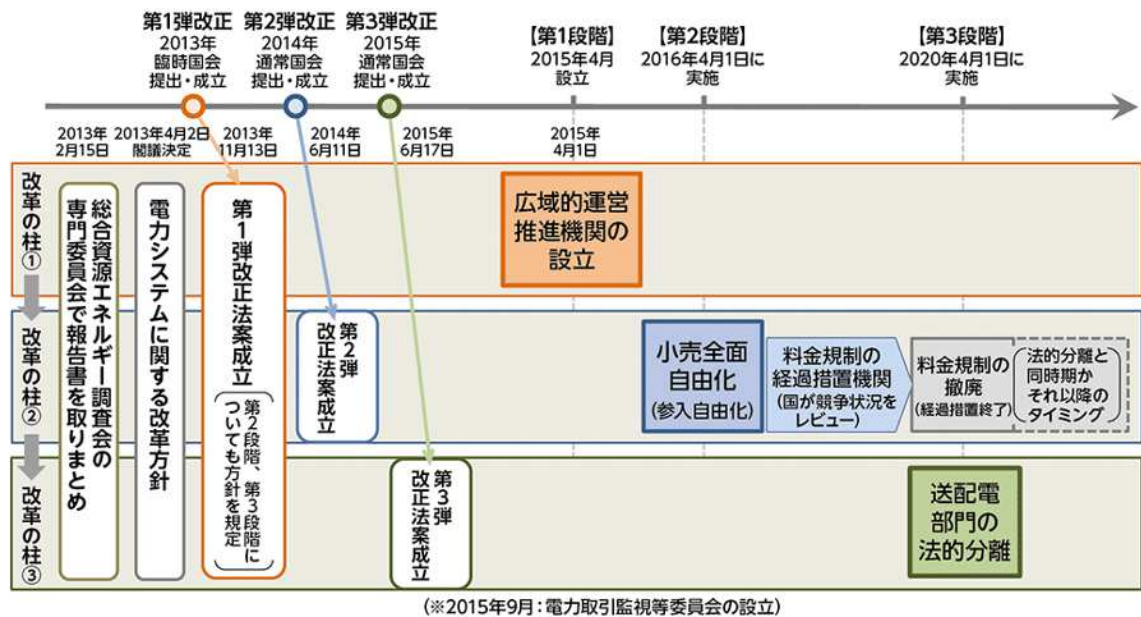 第1弾改正
2013年
臨時国会
提出・成立
第2弾改正
2014年
通常国会
提出・成立
第3弾改正
2015年
通常国会
提出・成立
【第1段階】
2015年4月
設立
【第2段階】
2016年4月1日に
実施
【第3段階】
2020年4月1日に
実施
2013年
2月15日
2013年4月2日
閣議決定
2013年
11月13日
2014年
6月11日
2015年
6月17日
2015年
4月1日
改革の柱①
改革の柱②
改革の柱③
総合資源エネルギー調査会の
専門委員会で報告書を取りまとめ
電力システムに関する改革方針
第1弾改正法案成立
第2段階、第3段階に
ついても方針を規定
第2弾
改正法案成立
第3弾
改正法案成立
広域的運営
推進機関の
設立
小売全面
自由化
(参入自由化)
料金規制の
経過措置機関
(国が競争状況を
レビュー)
料金規制の
撤廃
(経過措置終了)
法的分離と
同時期か
それ以降の
タイミング
送配電
部門の
法的分離
(※2015年9月：電力取引監視等委員会の設立)